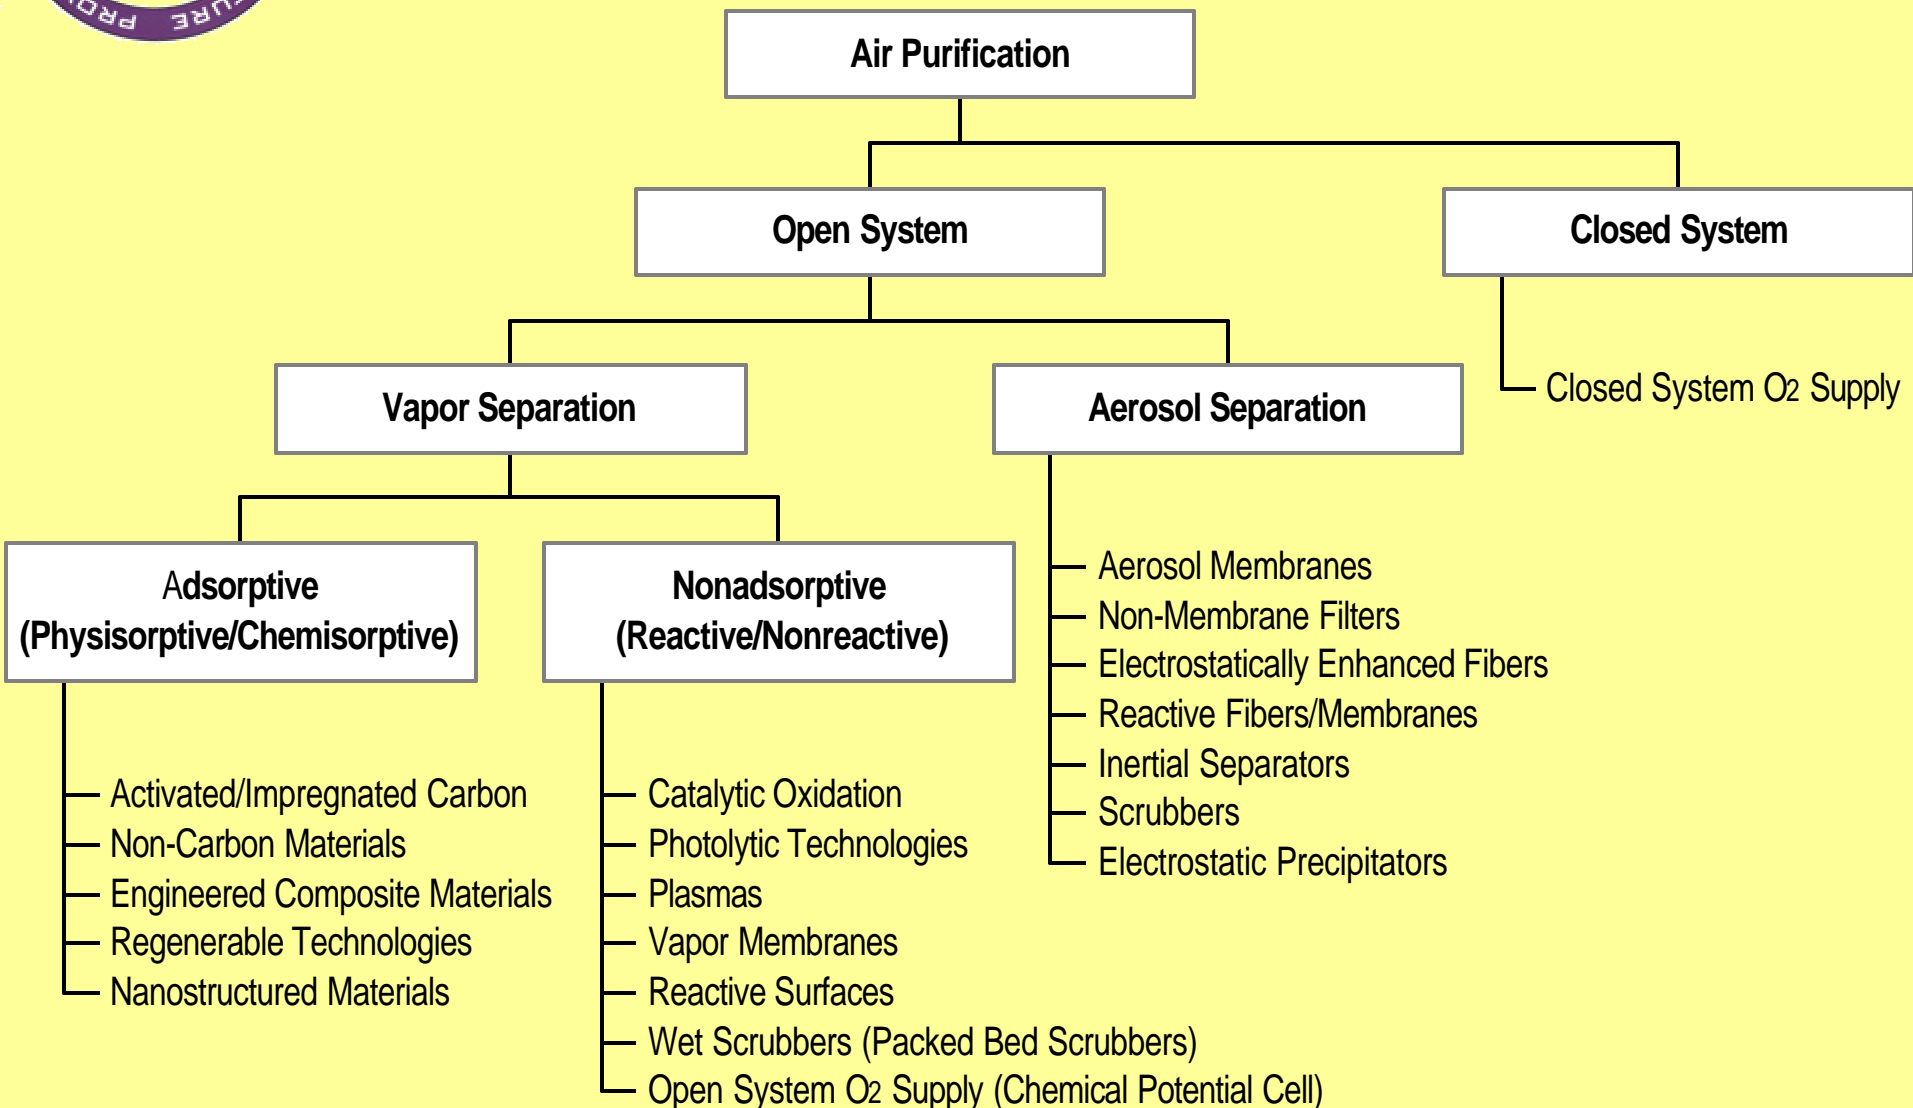 TURE PRO
Air Purification
Open System
Closed System
Closed System O2 Supply
Vapor Separation
Aerosol Separation
Adsorptive
(Physisorptive/Chemisorptive)
Nonadsorptive
(Reactive/Nonreactive)
Aerosol Membranes
Non-Membrane Filters
Electrostatically Enhanced Fibers
Reactive Fibers/Membranes
Inertial Separators
Scrubbers
Electrostatic Precipitators
Activated/Impregnated Carbon
Non-Carbon Materials
Engineered Composite Materials
Regenerable Technologies
Nanostructured Materials
Catalytic Oxidation
Photolytic Technologies
Plasmas
Vapor Membranes
Reactive Surfaces
Wet Scrubbers (Packed Bed Scrubbers)
Open System O2 Supply (Chemical Potential Cell)